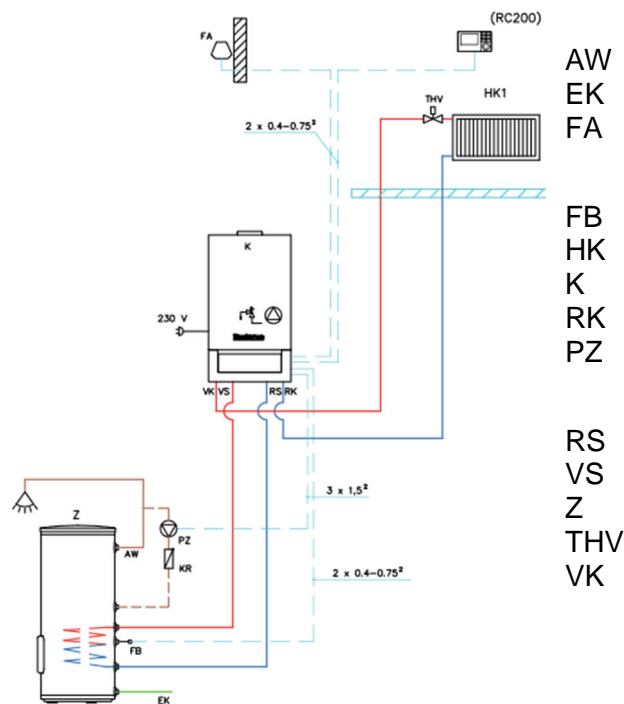 (RC200)
FA
AW
EK
FA
HK1
THV
2 x 0.4-0.75²
FB
HK
K
RK
PZ
K
230 V
VK VS RS RK
RS
VS
Z
THV
VK
3 x 1,5²
Z
PZ
AW
KR
2 x 0.4-0.75²
FB
EK